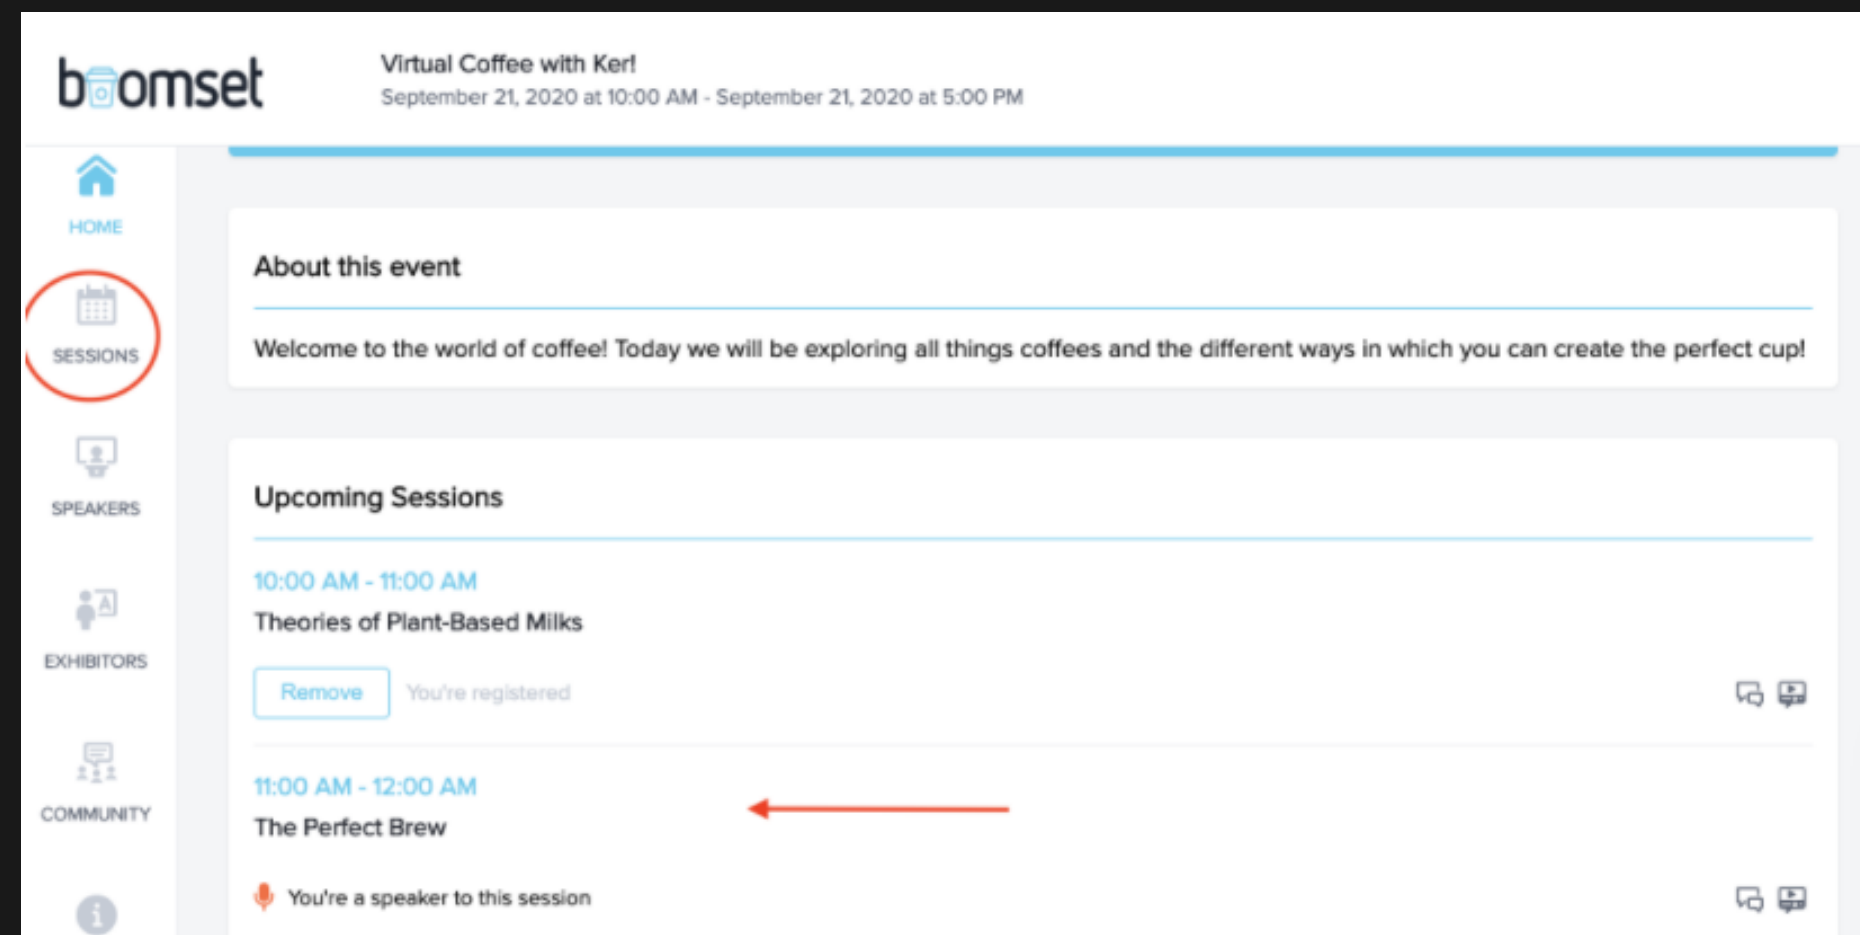 boomset
Virtual Coffee with Ker!
September 21, 2020 at 10:00 AM - September 21, 2020 at 5:00 PM
HOME
SESSIONS
SPEAKERS
EXHIBITORS
COMMUNITY
About this event
Welcome to the world of coffee! Today we will be exploring all things coffees and the different ways in which you can create the perfect cup!
Upcoming Sessions
10:00 AM - 11:00 AM
Theories of Plant-Based Milks
Remove You're registered
11:00 AM - 12:00 AM
The Perfect Brew
You're a speaker to this session